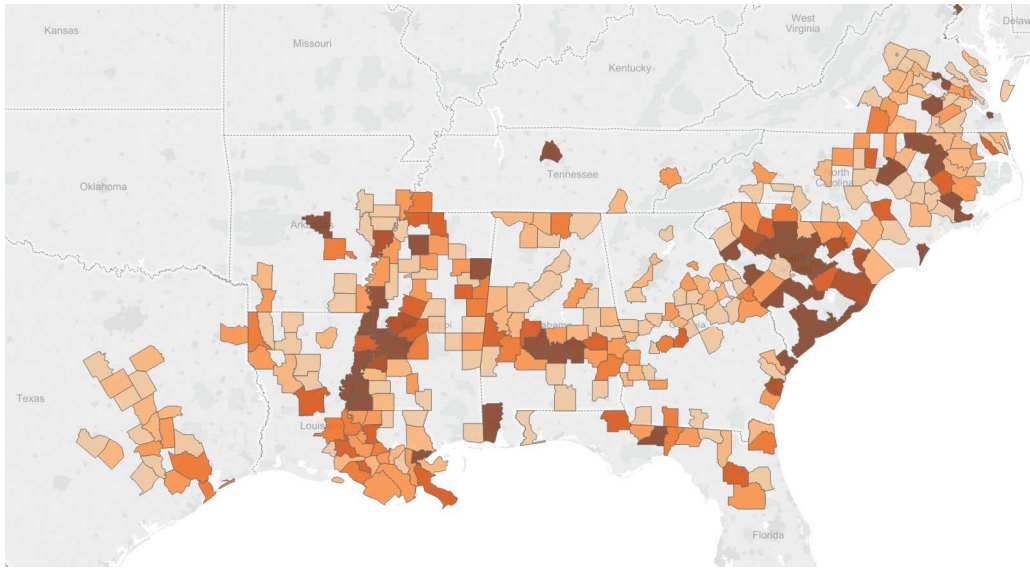 Kansas
Missouri
West
Virginia
Delaw
Kentucky
Oklahoma
Tennessee
North
Carolina
Texas
Florida